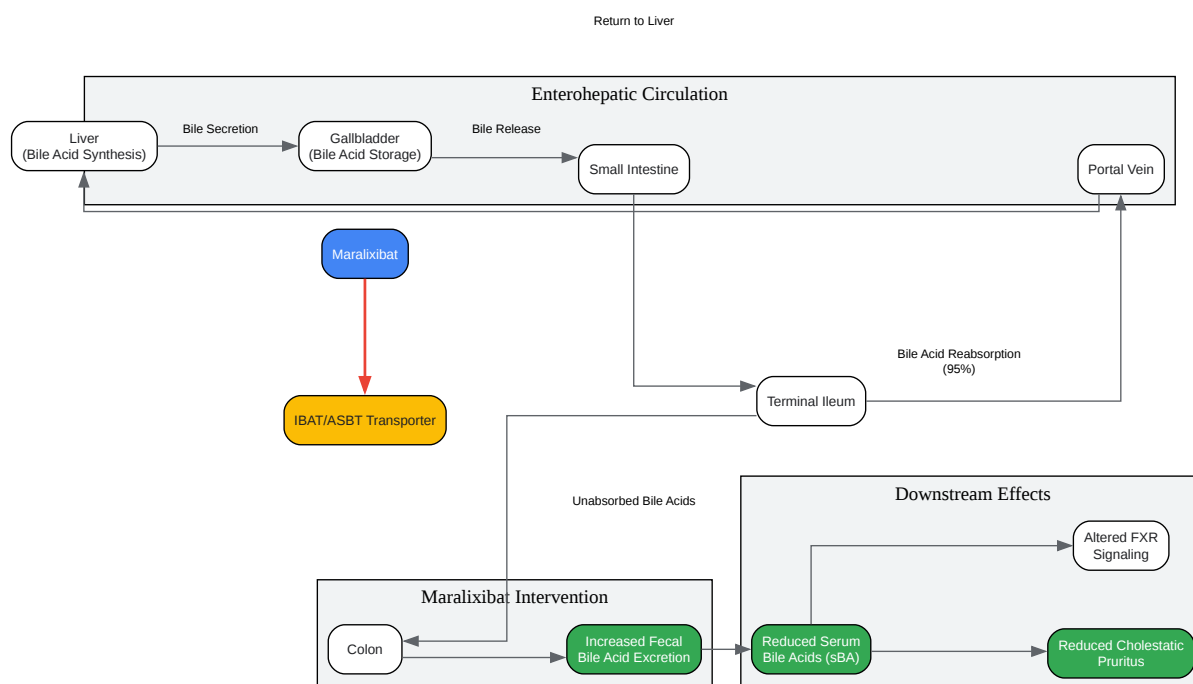 Return to Liver
Enterohepatic Circulation
Liver
(Bile Acid Synthesis)
Bile Secretion
Gallbladder
(Bile Acid Storage)
Bile Release
Small Intestine
Portal Vein
Maralixibat
IBAT/ASBT Transporter
Bile Acid Reabsorption
(95%)
Terminal Ileum
Unabsorbed Bile Acids
Downstream Effects
Altered FXR
Signaling
Maralixibat Intervention
Colon
Increased Fecal
Bile Acid Excretion
Reduced Serum
Bile Acids (sBA)
Reduced Cholestatic
Pruritus